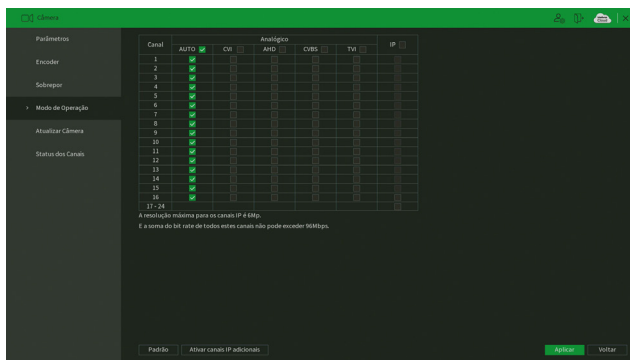 Câmera
Parâmetros
Encoder
Sobrepor
> Modo de Operação
Atualizar Câmera
Status dos Canais
Canal Analógico IP
AUTO CVI AHD CVBS TVI
1
2
3
4
5
6
7
8
9
10
11
12
13
14
15
16
17 - 24
A resolução máxima para os canais IP é 6Mp.
E a soma do bit rate de todos estes canais não pode exceder 96Mbps.
Padrão Ativar canais IP adicionais Aplicar Voltar